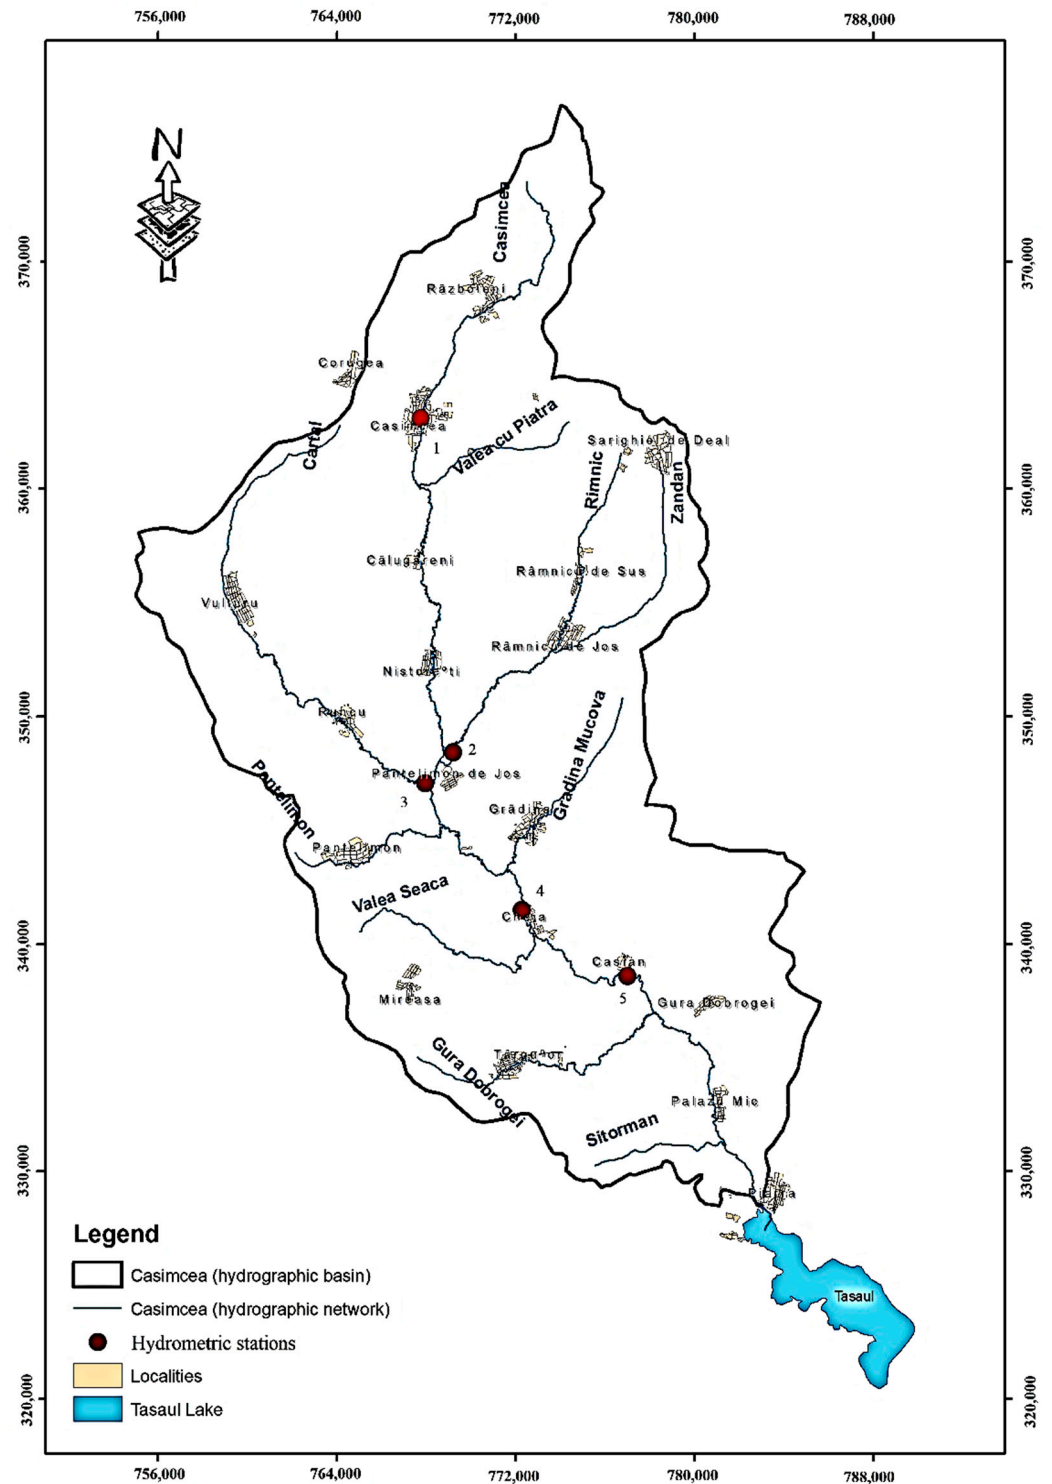 756,000 764,000 772,000 780,000 788,000
N
Casimcea
370,000 370,000
Războieni
Corugea
Casimcea
1
Valea cu Piatra
Cartal
Sarighiol de Deal
Rimnic
Zandan
360,000 360,000
Călugăreni
Râmnicu de Sus
Vulturu
Râmnicu de Jos
350,000 350,000
Runcu
Gradina Mucova
2
Pantelimon de Jos
Pantelimon
3
Grădina
Pantelimon
Valea Seaca
4
Cheia
340,000 340,000
Casian
5
Mireasa
Gura Dobrogei
Gura Dobrogei
Palazu Mic
Sitorman
330,000 330,000
Piatra
Legend
Casimcea (hydrographic basin)
Casimcea (hydrographic network)
Hydrometric stations
Localities
Tasaul Lake
Tasaul
320,000 320,000
756,000 764,000 772,000 780,000 788,000